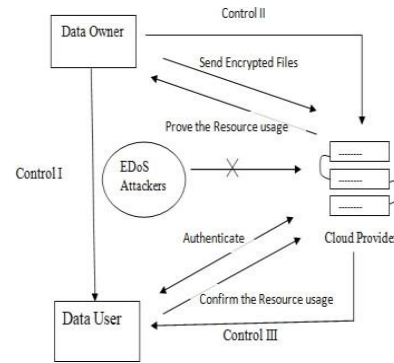 Control II
Data Owner
Send Encrypted Files
Prove the Resource usage
Control I
EDoS
Attackers
--------
--------
--------
Cloud Provider
Authenticate
Confirm the Resource usage
Data User
Control III